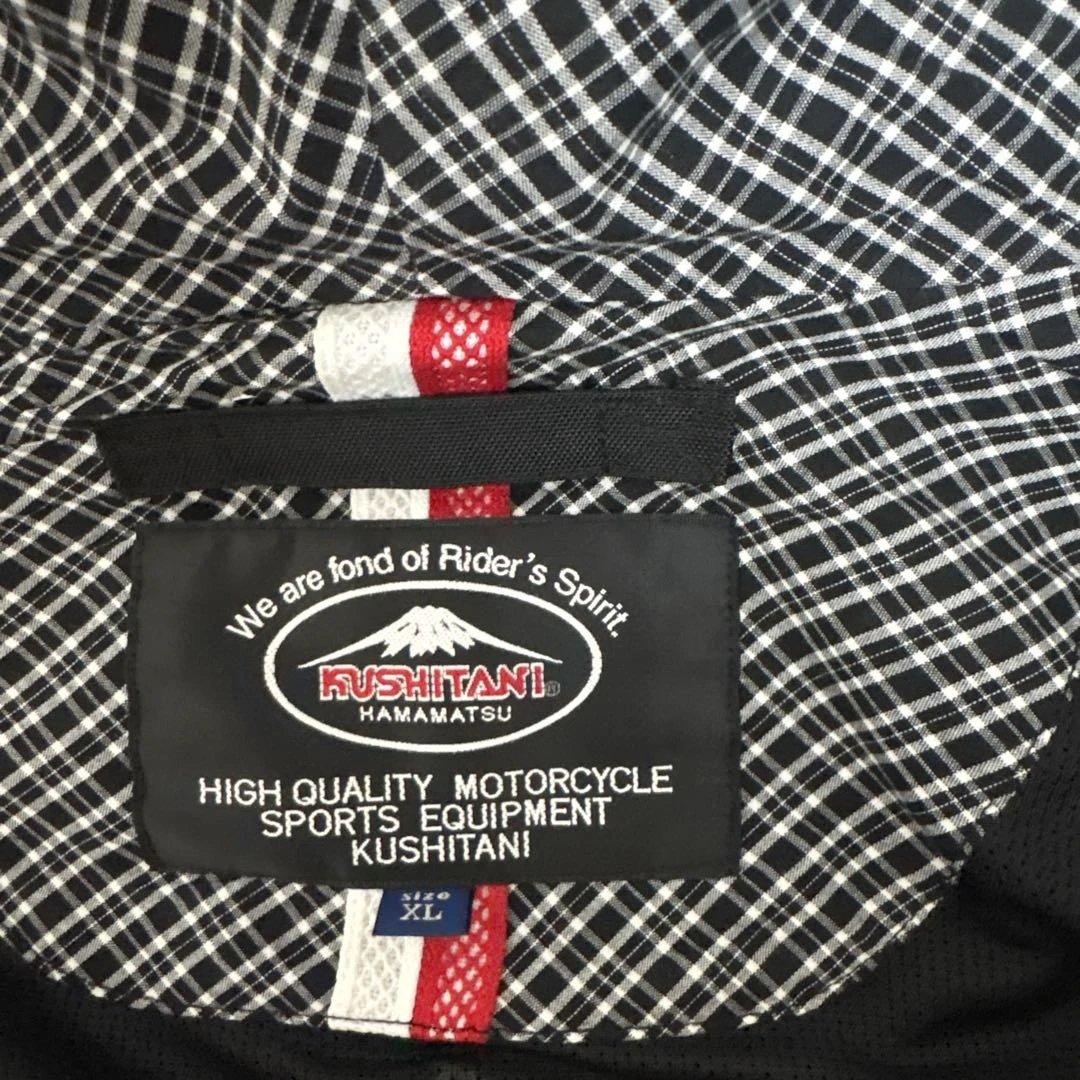 We are fond of Rider's Spirit.
KUSHITANI®
HAMAMATSU
HIGH QUALITY MOTORCYCLE
SPORTS EQUIPMENT
KUSHITANI
size
XL